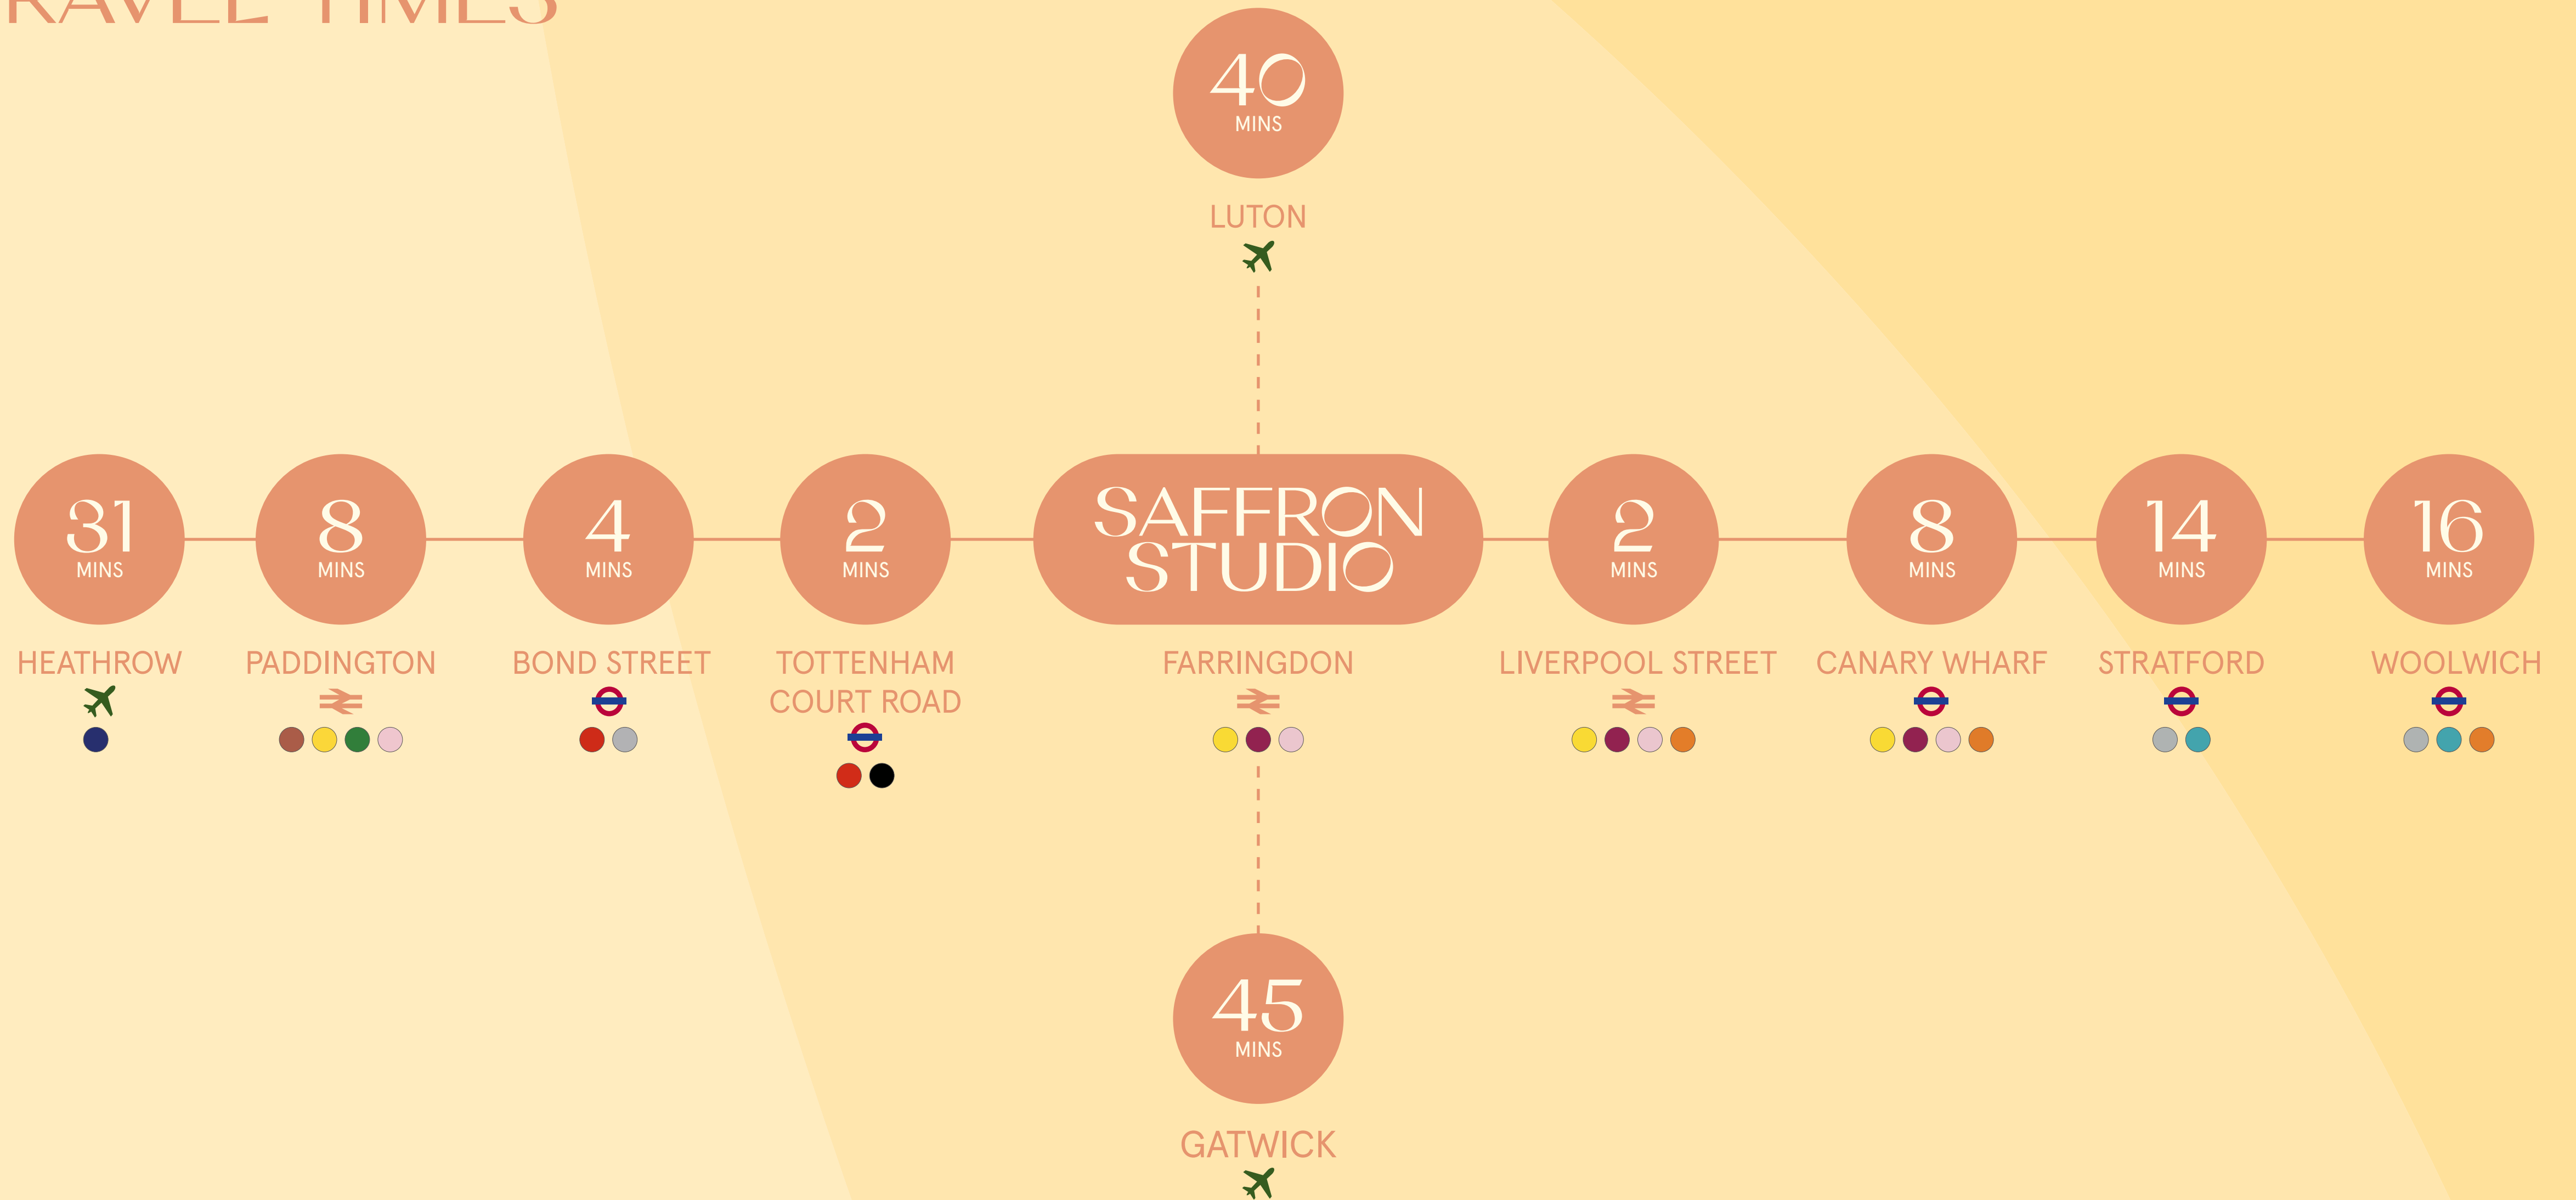 TIMES
40
MINS
LUTON
31
MINS
8
MINS
4
MINS
2
MINS
SAFFRON
STUDIO
2
MINS
8
MINS
14
MINS
16
MINS
HEATHROW
PADDINGTON
BOND STREET
TOTTENHAM
COURT ROAD
FARRINGDON
LIVERPOOL STREET
CANARY WHARF
STRATFORD
WOOLWICH
45
MINS
GATWICK